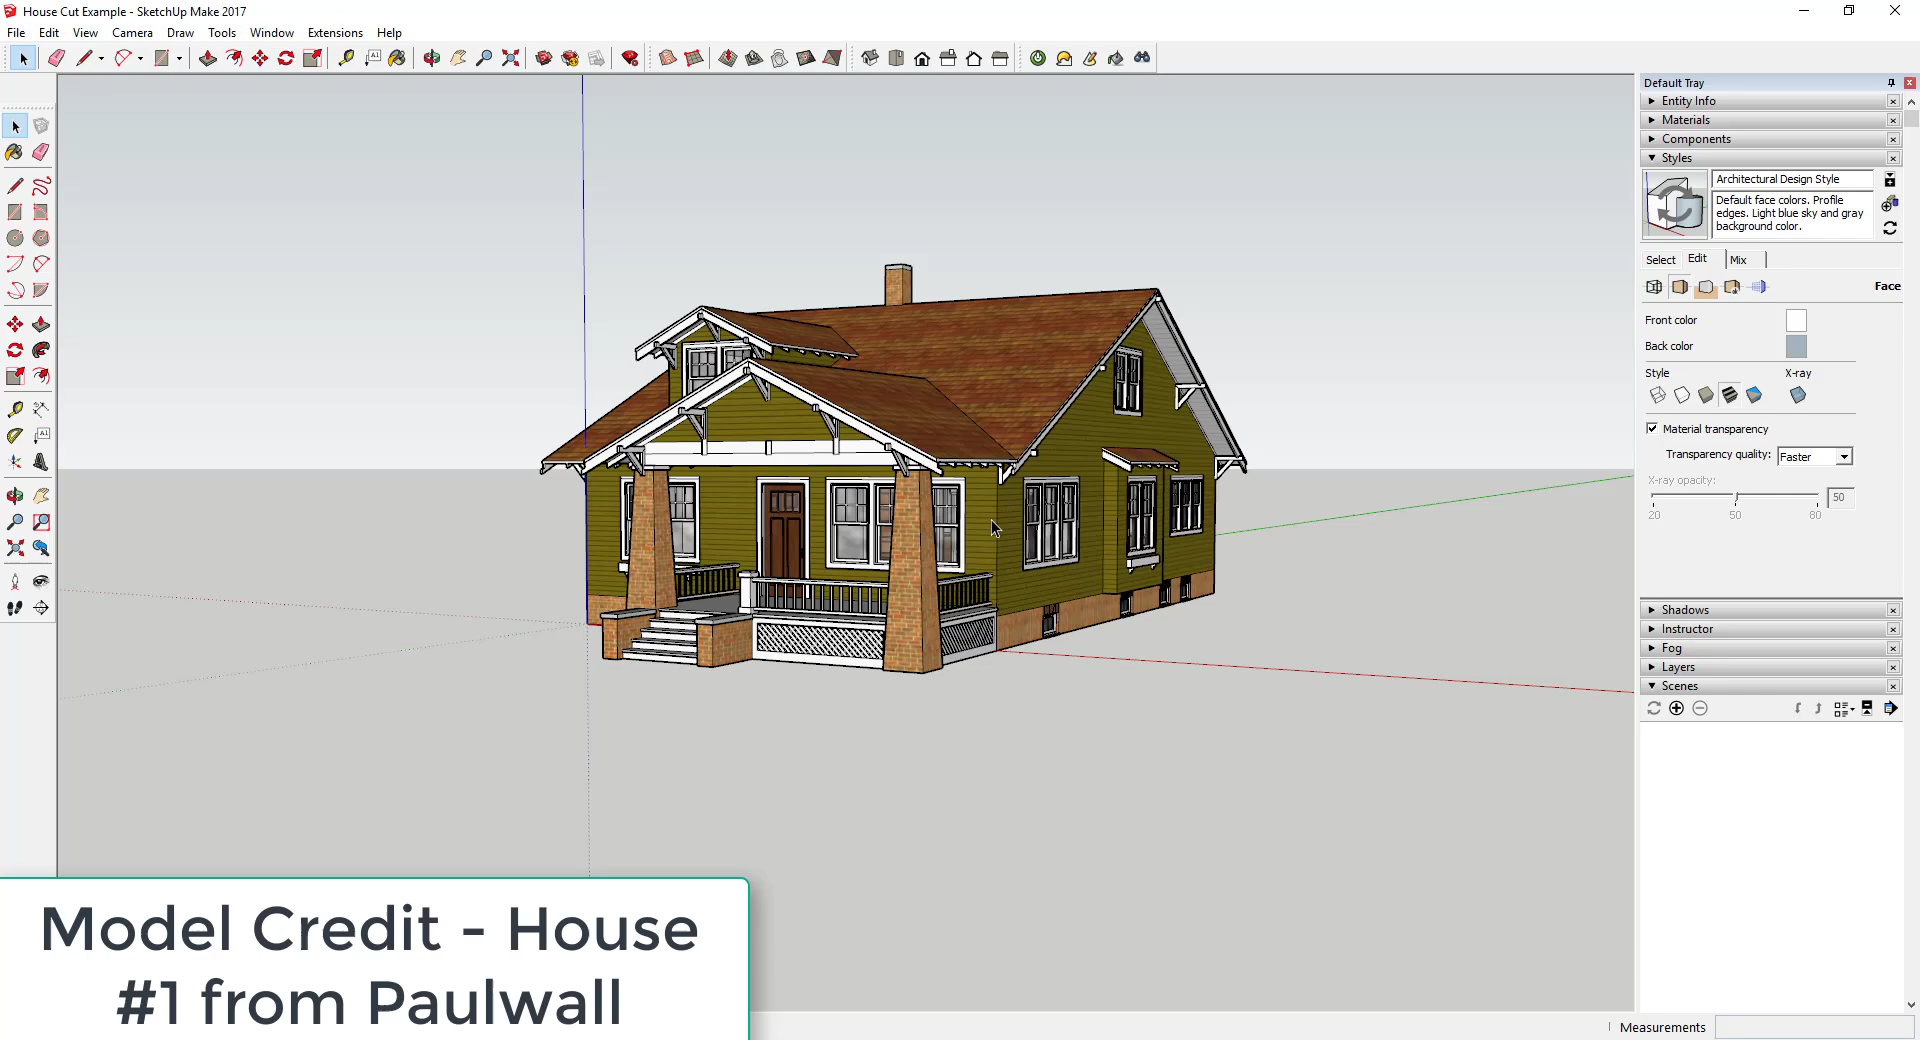 House Cut Example - SketchUp Make 2017
File Edit View Camera Draw Tools Window Extensions Help
Default Tray
Entity Info
Materials
Components
Styles
Architectural Design Style
Default face colors. Profile
edges. Light blue sky and gray
background color.
Select Edit Mix
Face
Front color
Back color
Style X-ray
Material transparency
Transparency quality: Faster
X-ray opacity:
50
20 50 80
Shadows
Instructor
Fog
Layers
Scenes
Model Credit - House
#1 from Paulwall
Measurements